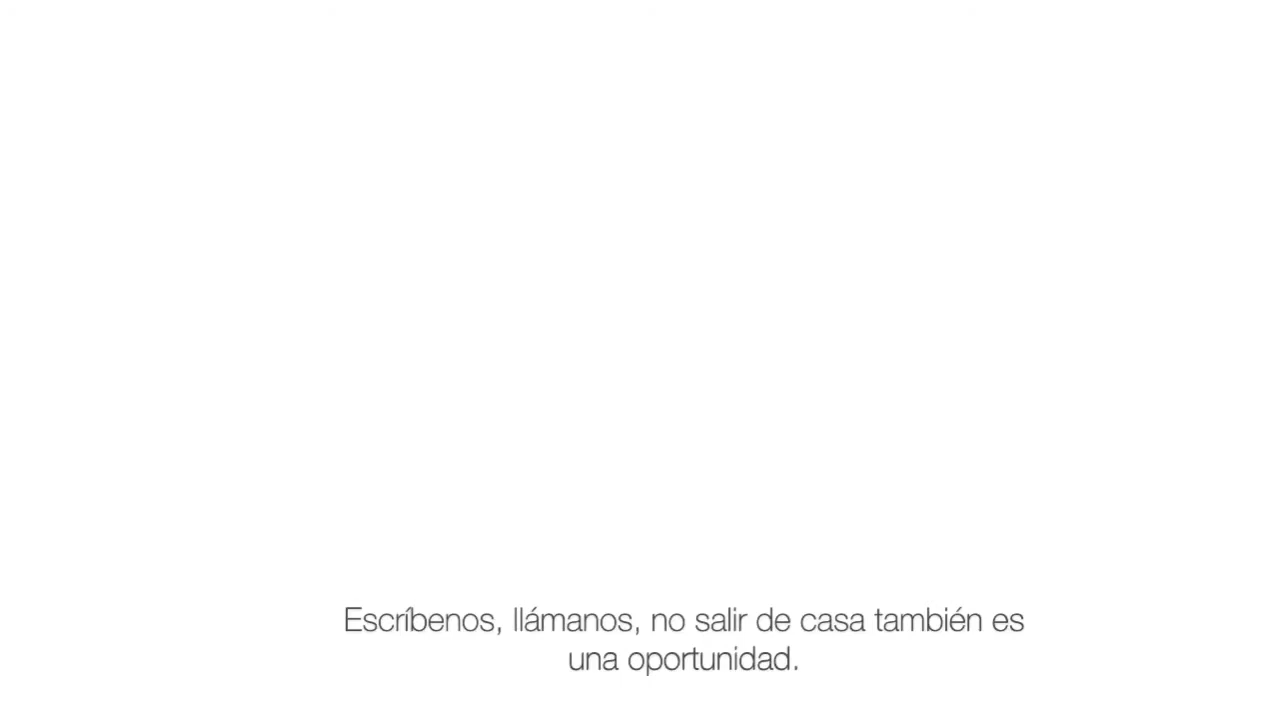 Escríbenos, llámanos, no salir de casa también es
una oportunidad.